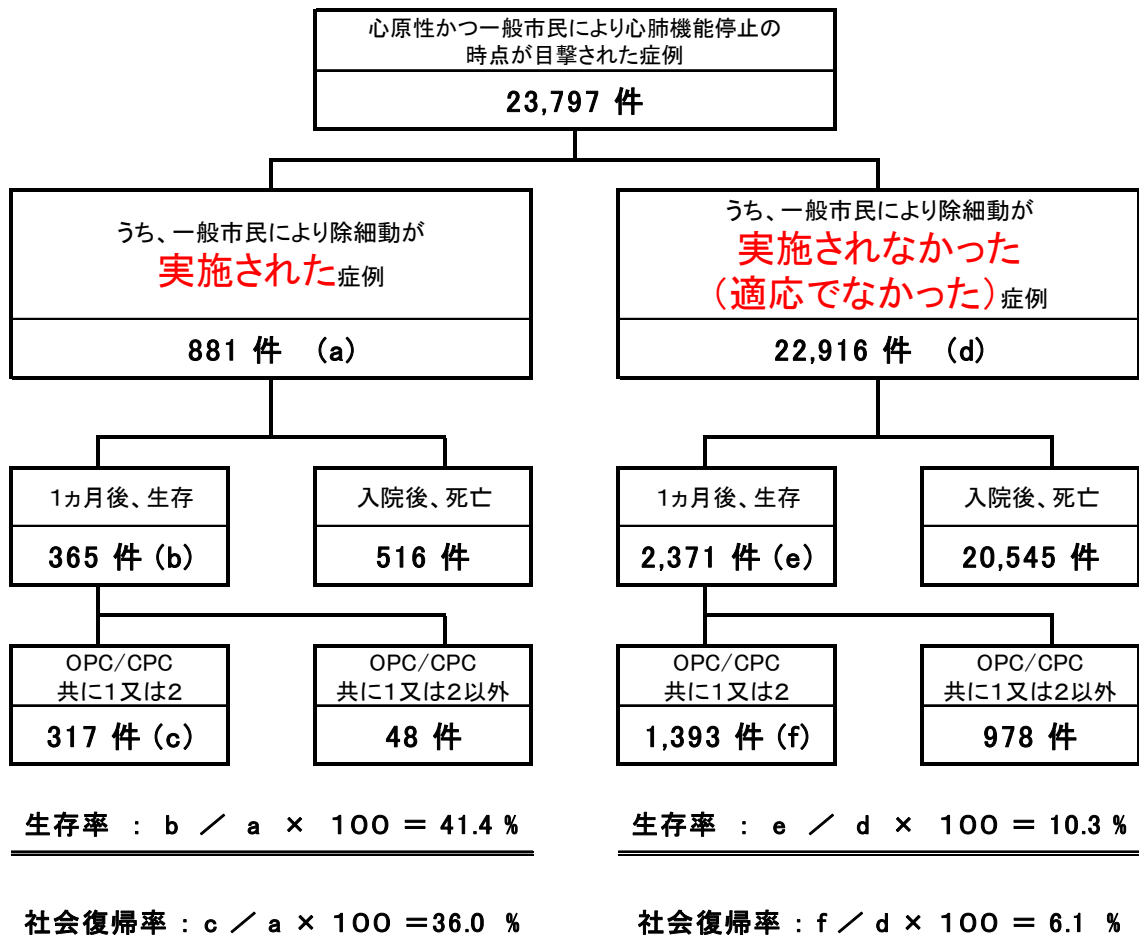 心原性かつ一般市民により心肺機能停止の
時点が目撃された症例
23,797 件
うち、一般市民により除細動が
実施された症例
881 件 (a)
うち、一般市民により除細動が
実施されなかった
(適応でなかった)症例
22,916 件 (d)
1ヵ月後、生存
365 件 (b)
入院後、死亡
516 件
1ヵ月後、生存
2,371 件 (e)
入院後、死亡
20,545 件
OPC/CPC
共に1又は2
317 件 (c)
OPC/CPC
共に1又は2以外
48 件
OPC/CPC
共に1又は2
1,393 件 (f)
OPC/CPC
共に1又は2以外
978 件
生存率 : b / a × 100 = 41.4 %
生存率 : e / d × 100 = 10.3 %
社会復帰率 : c / a × 100 =36.0 %
社会復帰率 : f / d × 100 = 6.1 %